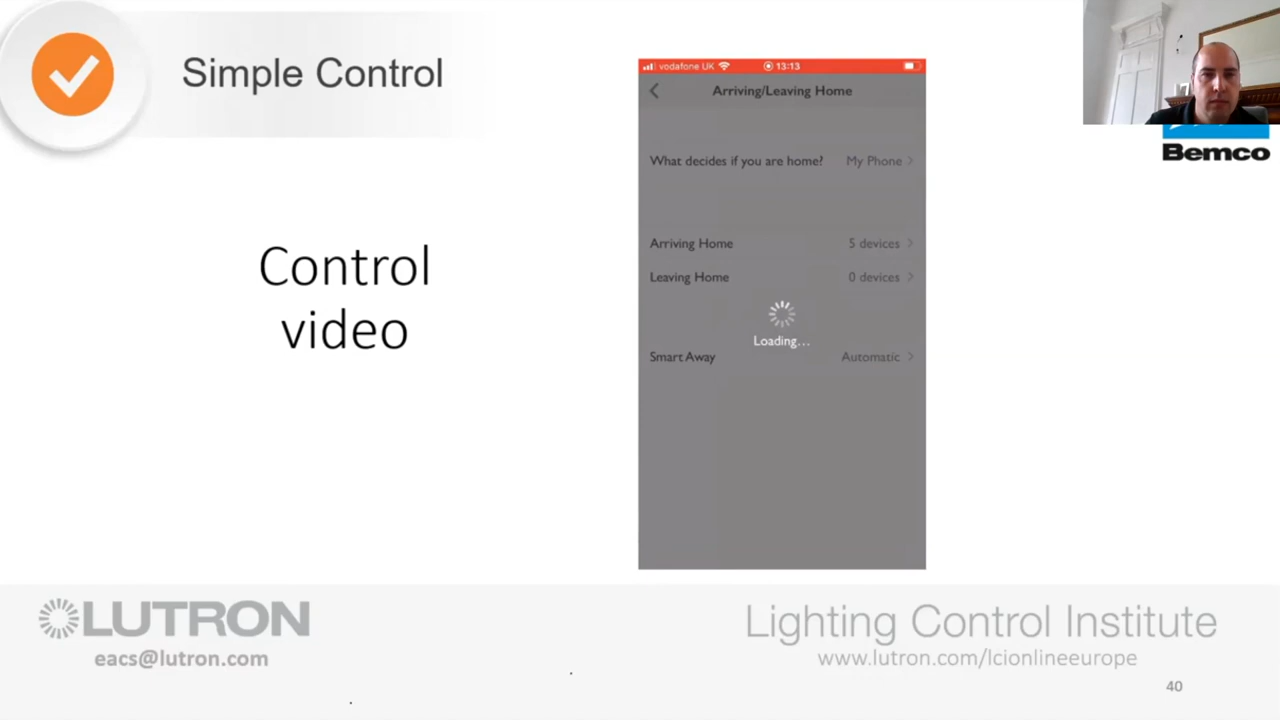 Simple Control
Control
video
vodafone UK
13:13
Arriving/Leaving Home
What decides if you are home?
My Phone
Arriving Home
5 devices
Leaving Home
0 devices
Loading...
Smart Away
Automatic
Bemco
LUTRON
eacs@lutron.com
Lighting Control Institute
www.lutron.com/lcionlineeurope
40